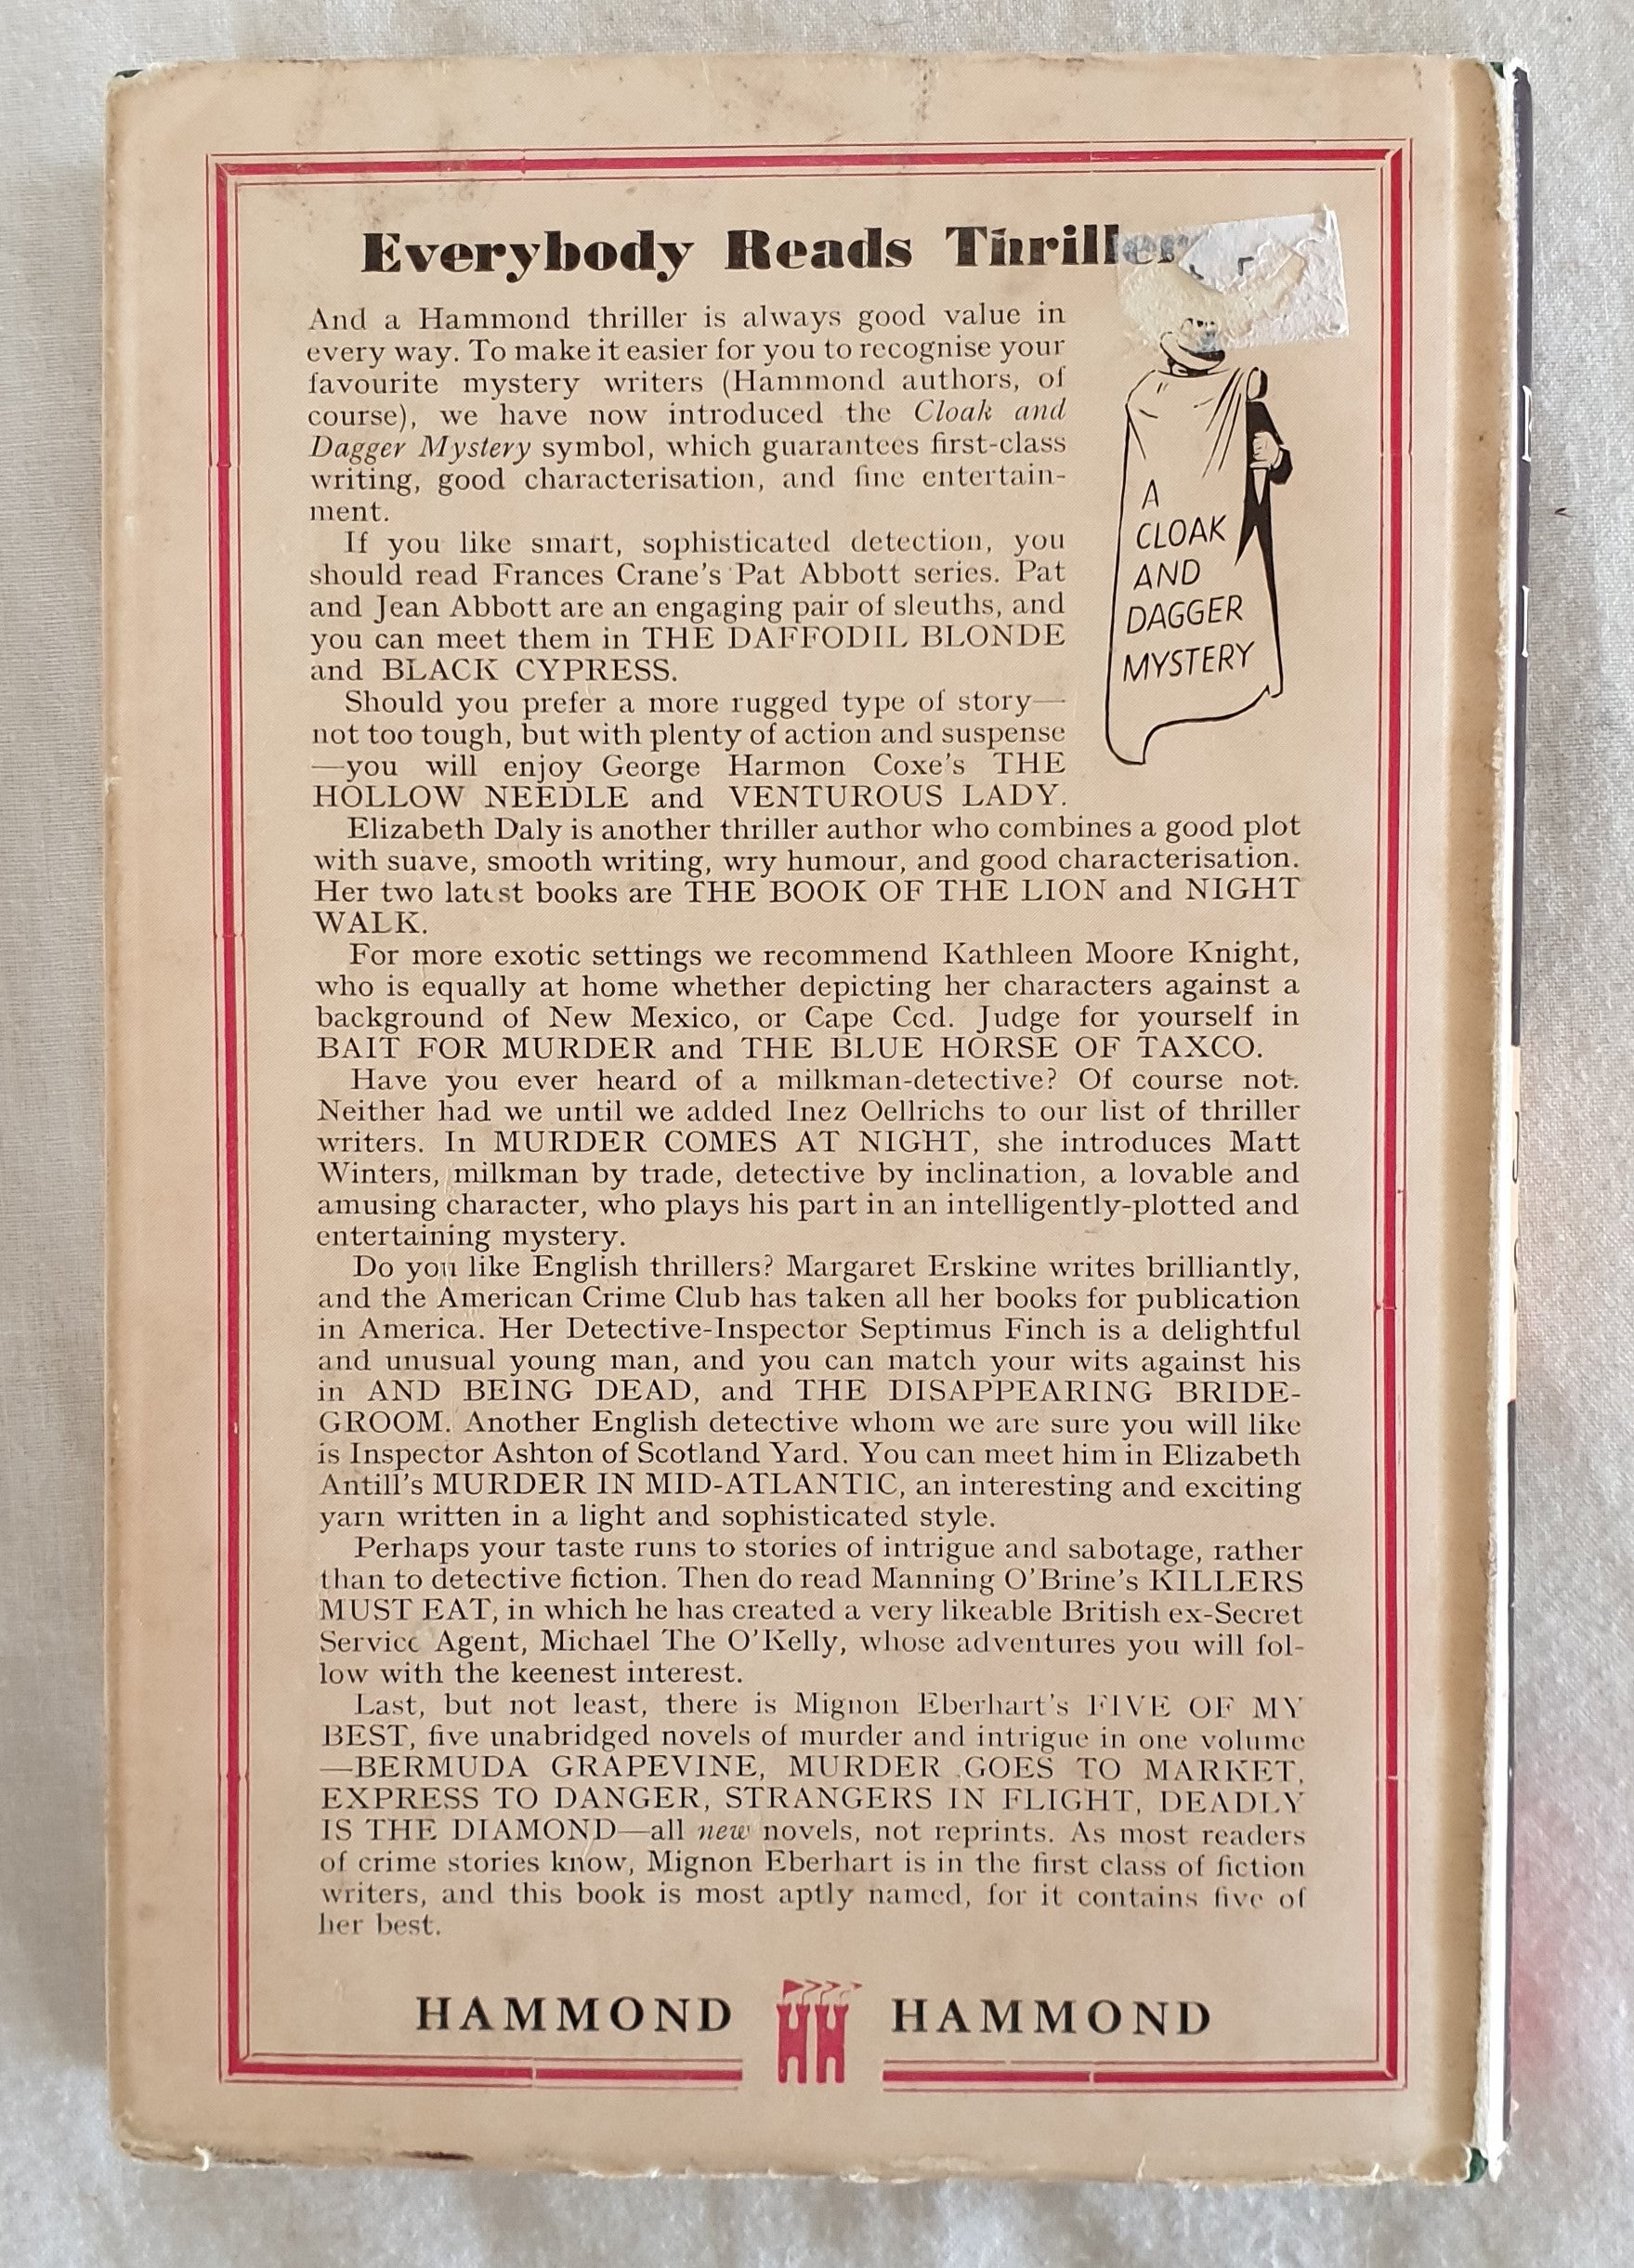 Everybody Reads Thrillers
And a Hammond thriller is always good value in
every way. To make it easier for you to recognise your
favourite mystery writers (Hammond authors, of
course), we have now introduced the Cloak and
Dagger Mystery symbol, which guarantees first-class
writing, good characterisation, and fine entertain-
ment.
If you like smart, sophisticated detection, you
should read Frances Crane's Pat Abbott series. Pat
and Jean Abbott are an engaging pair of sleuths, and
you can meet them in THE DAFFODIL BLONDE
and BLACK CYPRESS.
Should you prefer a more rugged type of story—
not too tough, but with plenty of action and suspense
—you will enjoy George Harmon Coxe's THE
HOLLOW NEEDLE and VENTUROUS LADY.
A
CLOAK
AND
DAGGER
MYSTERY
Elizabeth Daly is another thriller author who combines a good plot
with suave, smooth writing, wry humour, and good characterisation.
Her two latest books are THE BOOK OF THE LION and NIGHT
WALK.
For more exotic settings we recommend Kathleen Moore Knight,
who is equally at home whether depicting her characters against a
background of New Mexico, or Cape Cod. Judge for yourself in
BAIT FOR MURDER and THE BLUE HORSE OF TAXCO.
Have you ever heard of a milkman-detective? Of course not.
Neither had we until we added Inez Oellrichs to our list of thriller
writers. In MURDER COMES AT NIGHT, she introduces Matt
Winters, milkman by trade, detective by inclination, a lovable and
amusing character, who plays his part in an intelligently-plotted and
entertaining mystery.
Do you like English thrillers? Margaret Erskine writes brilliantly,
and the American Crime Club has taken all her books for publication
in America. Her Detective-Inspector Septimus Finch is a delightful
and unusual young man, and you can match your wits against his
in AND BEING DEAD, and THE DISAPPEARING BRIDE-
GROOM. Another English detective whom we are sure you will like
is Inspector Ashton of Scotland Yard. You can meet him in Elizabeth
Antill's MURDER IN MID-ATLANTIC, an interesting and exciting
yarn written in a light and sophisticated style.
Perhaps your taste runs to stories of intrigue and sabotage, rather
than to detective fiction. Then do read Manning O'Brine's KILLERS
MUST EAT, in which he has created a very likeable British ex-Secret
Service Agent, Michael The O'Kelly, whose adventures you will fol-
low with the keenest interest.
Last, but not least, there is Mignon Eberhart's FIVE OF MY
BEST, five unabridged novels of murder and intrigue in one volume
—BERMUDA GRAPEVINE, MURDER GOES TO MARKET,
EXPRESS TO DANGER, STRANGERS IN FLIGHT, DEADLY
IS THE DIAMOND—all new novels, not reprints. As most readers
of crime stories know, Mignon Eberhart is in the first class of fiction
writers, and this book is most aptly named, for it contains five of
her best.
HAMMOND HH HAMMOND